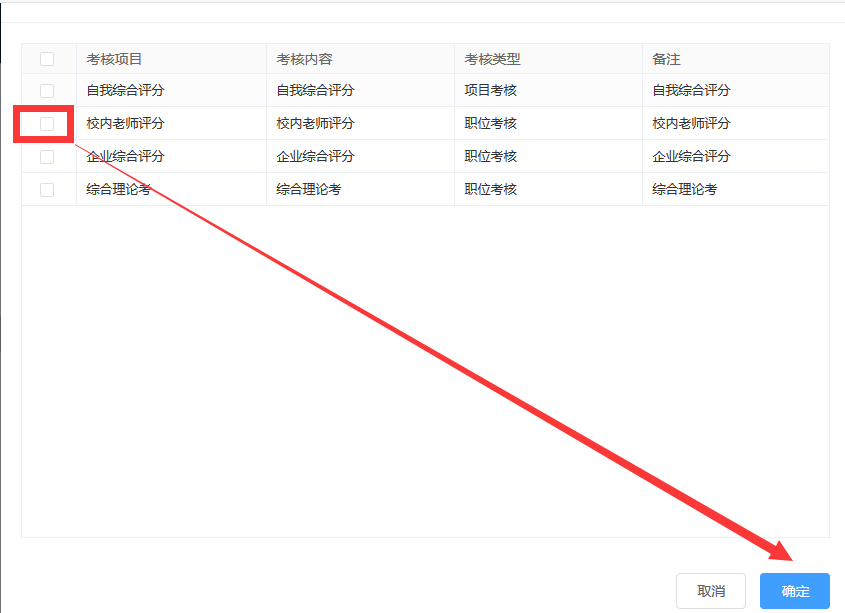 考核项目 考核内容 考核类型 备注
自我综合评分 自我综合评分 项目考核 自我综合评分
校内老师评分 校内老师评分 职位考核 校内老师评分
企业综合评分 企业综合评分 职位考核 企业综合评分
综合理论考 综合理论考 职位考核 综合理论考
取消 确定